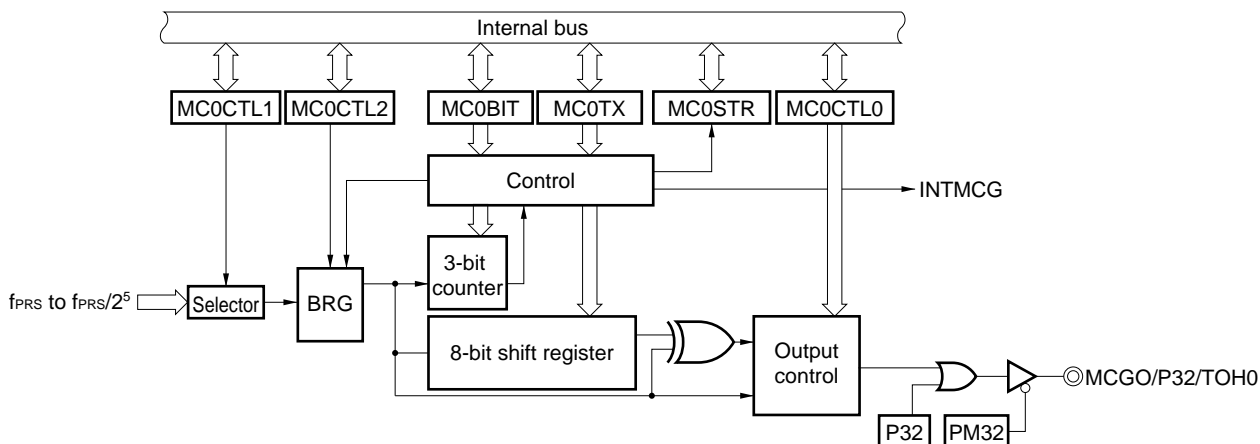 Internal bus
MC0CTL1 MC0CTL2 MC0BIT MC0TX MC0STR MC0CTL0
Control
INTMCG
3-bit
counter
fPRS to fPRS/2⁵
Selector
BRG
8-bit shift register
Output
control
MCGO/P32/TOH0
P32
PM32